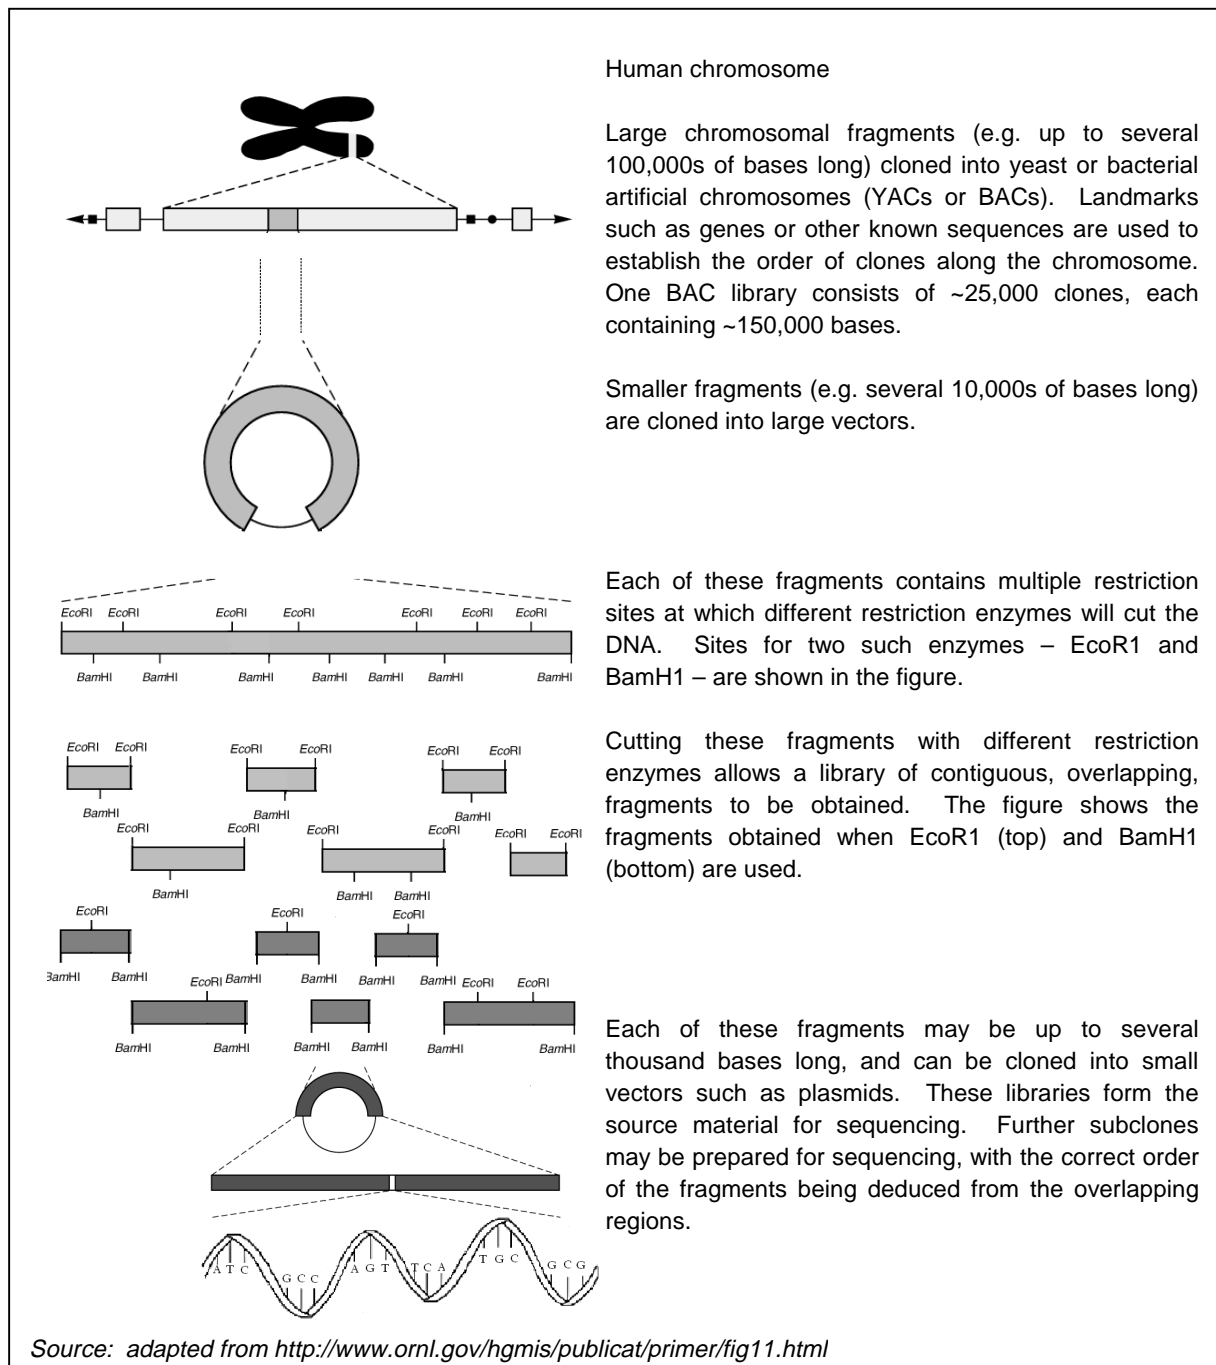 Human chromosome
Large chromosomal fragments (e.g. up to several
100,000s of bases long) cloned into yeast or bacterial
artificial chromosomes (YACs or BACs). Landmarks
such as genes or other known sequences are used to
establish the order of clones along the chromosome.
One BAC library consists of ~25,000 clones, each
containing ~150,000 bases.
Smaller fragments (e.g. several 10,000s of bases long)
are cloned into large vectors.
Each of these fragments contains multiple restriction
sites at which different restriction enzymes will cut the
DNA. Sites for two such enzymes – EcoR1 and
BamH1 – are shown in the figure.
EcoRI EcoRI EcoRI EcoRI EcoRI EcoRI EcoRI
BamHI BamHI BamHI BamHI BamHI BamHI BamHI
Cutting these fragments with different restriction
enzymes allows a library of contiguous, overlapping,
fragments to be obtained. The figure shows the
fragments obtained when EcoR1 (top) and BamH1
(bottom) are used.
EcoRI EcoRI EcoRI EcoRI EcoRI EcoRI
BamHI BamHI BamHI
EcoRI EcoRI EcoRI EcoRI EcoRI EcoRI
BamHI BamHI BamHI
EcoRI EcoRI EcoRI
BamHI BamHI BamHI BamHI BamHI BamHI
EcoRI EcoRI EcoRI
BamHI BamHI BamHI BamHI BamHI BamHI
Each of these fragments may be up to several
thousand bases long, and can be cloned into small
vectors such as plasmids. These libraries form the
source material for sequencing. Further subclones
may be prepared for sequencing, with the correct order
of the fragments being deduced from the overlapping
regions.
A T C G C C A G T T C A T G C G C G
Source: adapted from http://www.ornl.gov/hgmis/publicat/primer/fig11.html